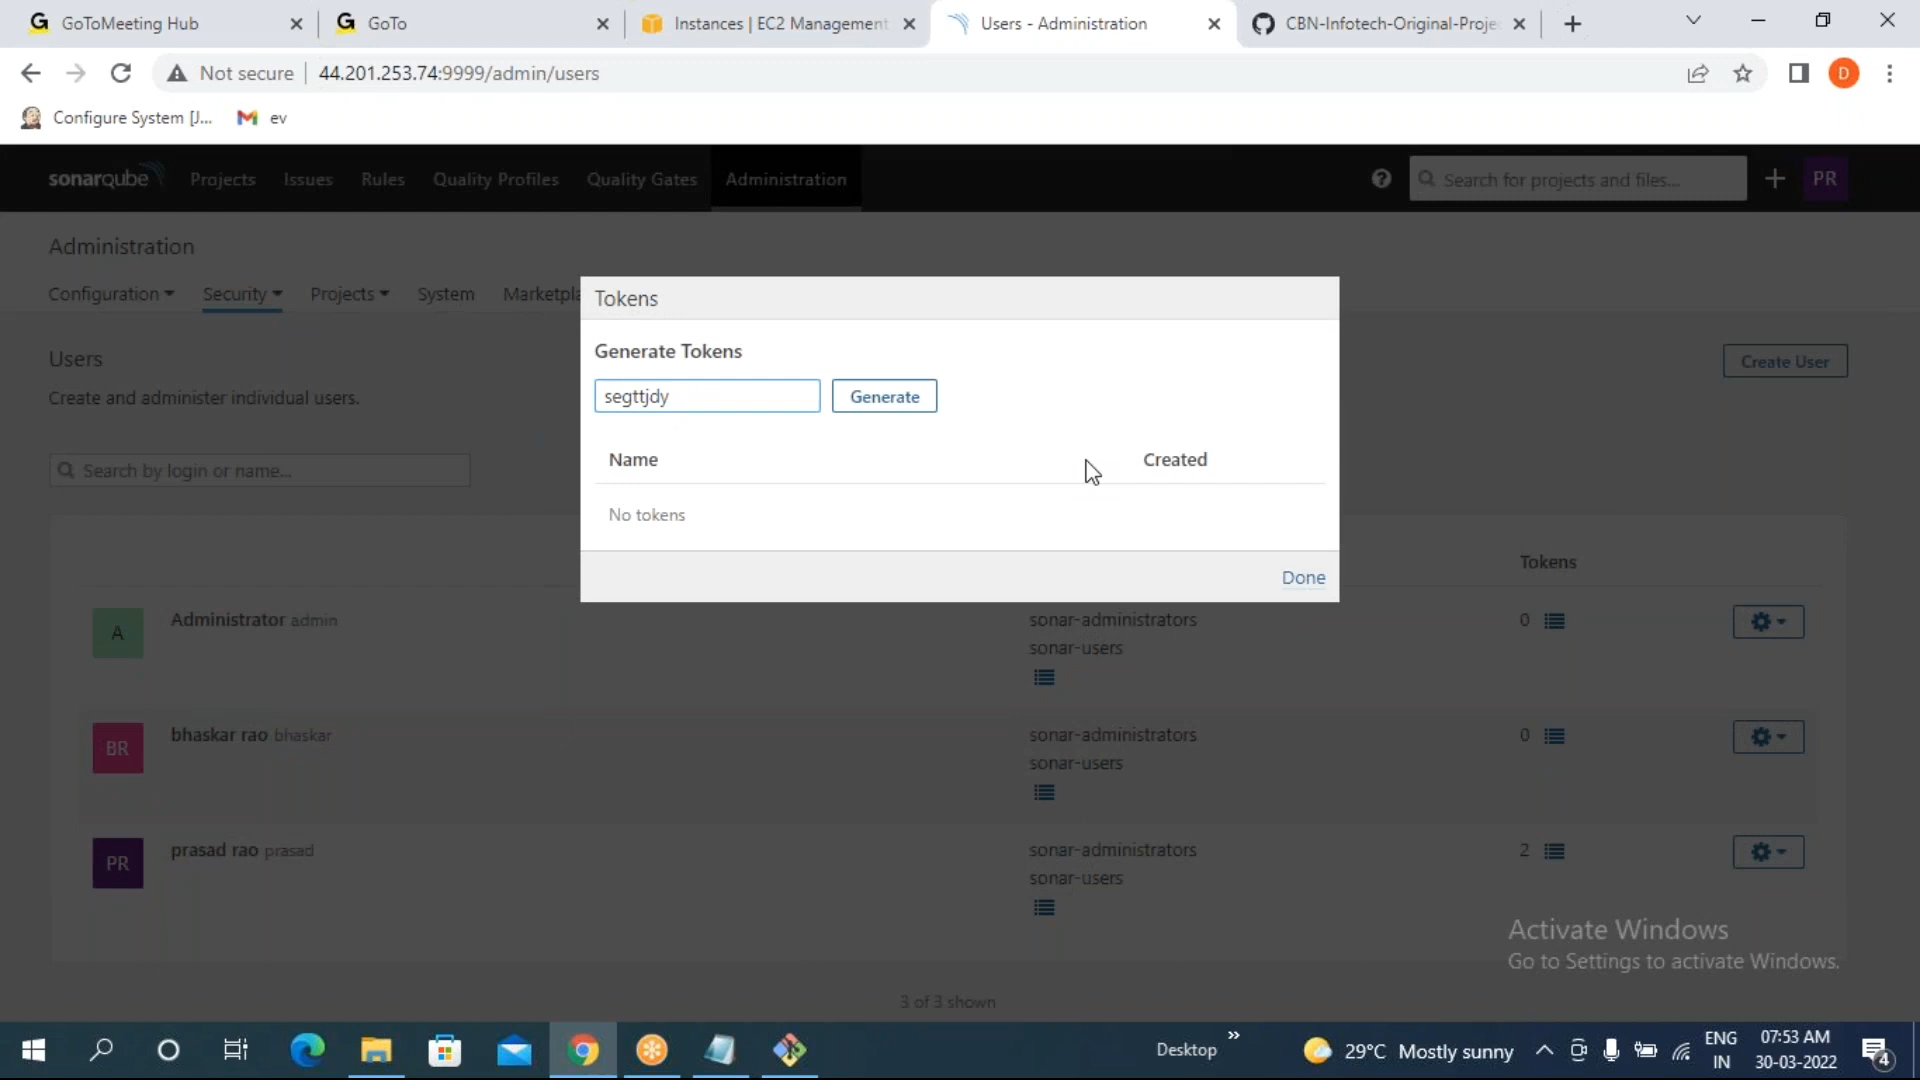 GoToMeeting Hub
GoTo
Instances | EC2 Management
Users - Administration
CBN-Infotech-Original-Proje
Not secure
44.201.253.74:9999/admin/users
D
Configure System [J...
ev
sonarqube
Projects
Issues
Rules
Quality Profiles
Quality Gates
Administration
Search for projects and files...
PR
Administration
Configuration
Security
Projects
System
Marketpla
Tokens
Generate Tokens
segttjdy
Generate
Name
Created
No tokens
Done
Users
Create User
Create and administer individual users.
Search by login or name...
Tokens
A
Administrator admin
sonar-administrators
sonar-users
0
BR
bhaskar rao bhaskar
sonar-administrators
sonar-users
0
PR
prasad rao prasad
sonar-administrators
sonar-users
2
Activate Windows
Go to Settings to activate Windows.
3 of 3 shown
Desktop
29°C Mostly sunny
ENG
IN
07:53 AM
30-03-2022
4